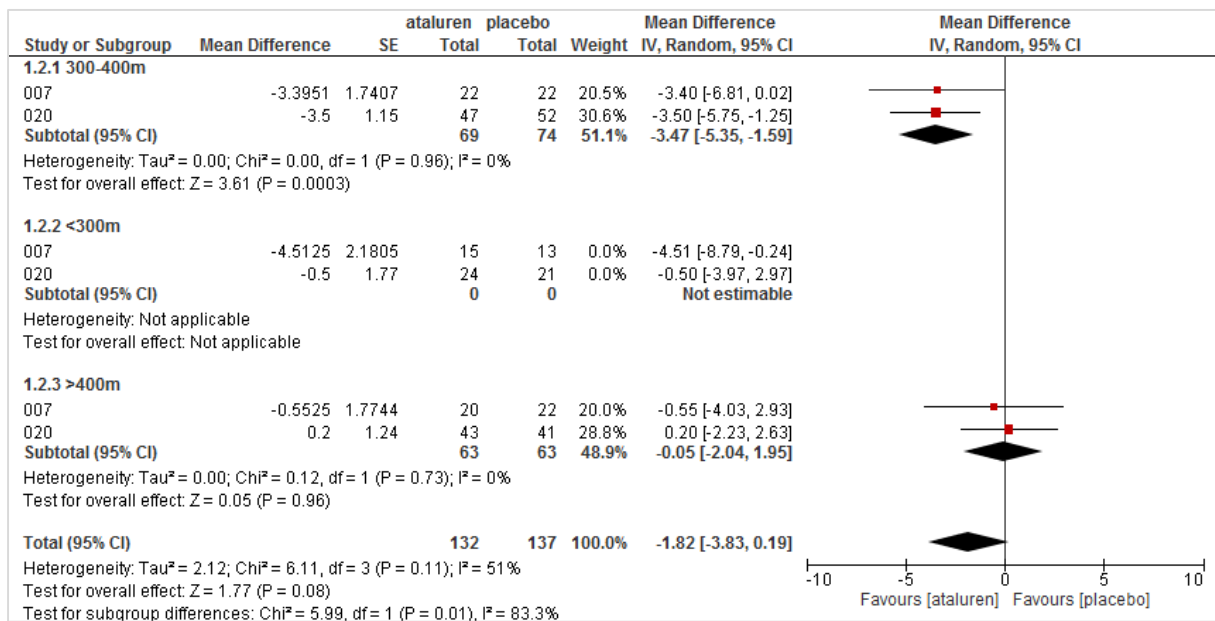 ataluren placebo Mean Difference Mean Difference
Study or Subgroup Mean Difference SE Total Total Weight IV, Random, 95% CI IV, Random, 95% CI
1.2.1 300-400m
007 -3.3951 1.7407 22 22 20.5% -3.40 [-6.81, 0.02]
020 -3.5 1.15 47 52 30.6% -3.50 [-5.75, -1.25]
Subtotal (95% CI) 69 74 51.1% -3.47 [-5.35, -1.59]
Heterogeneity: Tau² = 0.00; Chi² = 0.00, df = 1 (P = 0.96); I² = 0%
Test for overall effect: Z = 3.61 (P = 0.0003)
1.2.2 <300m
007 -4.5125 2.1805 15 13 0.0% -4.51 [-8.79, -0.24]
020 -0.5 1.77 24 21 0.0% -0.50 [-3.97, 2.97]
Subtotal (95% CI) 0 0 Not estimable
Heterogeneity: Not applicable
Test for overall effect: Not applicable
1.2.3 >400m
007 -0.5525 1.7744 20 22 20.0% -0.55 [-4.03, 2.93]
020 0.2 1.24 43 41 28.8% 0.20 [-2.23, 2.63]
Subtotal (95% CI) 63 63 48.9% -0.05 [-2.04, 1.95]
Heterogeneity: Tau² = 0.00; Chi² = 0.12, df = 1 (P = 0.73); I² = 0%
Test for overall effect: Z = 0.05 (P = 0.96)
Total (95% CI) 132 137 100.0% -1.82 [-3.83, 0.19]
Heterogeneity: Tau² = 2.12; Chi² = 6.11, df = 3 (P = 0.11); I² = 51%
Test for overall effect: Z = 1.77 (P = 0.08)
Test for subgroup differences: Chi² = 5.99, df = 1 (P = 0.01), I² = 83.3%
-10 -5 0 5 10
Favours [ataluren] Favours [placebo]